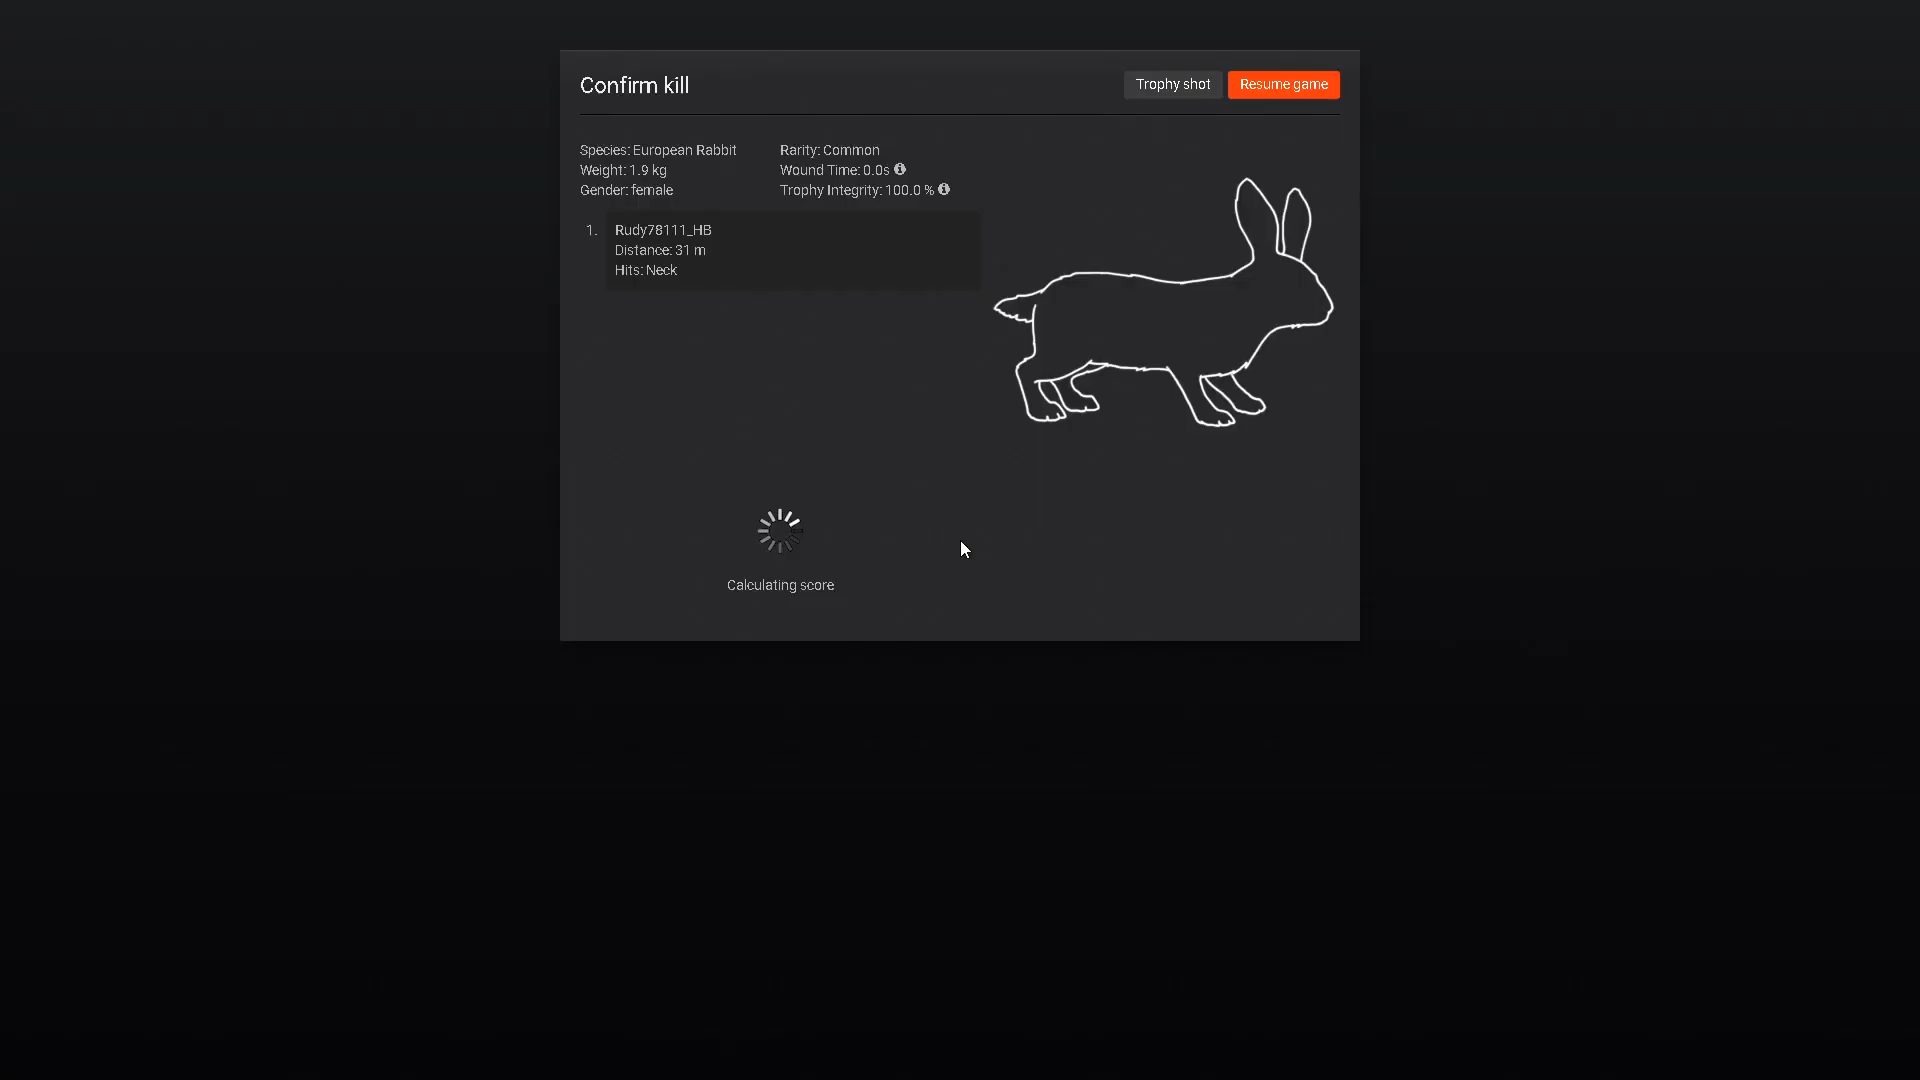 Confirm kill
Trophy shot
Resume game
Species: European Rabbit
Weight: 1.9 kg
Gender: female
Rarity: Common
Wound Time: 0.0s
Trophy Integrity: 100.0 %
1.
Rudy78111_HB
Distance: 31 m
Hits: Neck
Calculating score